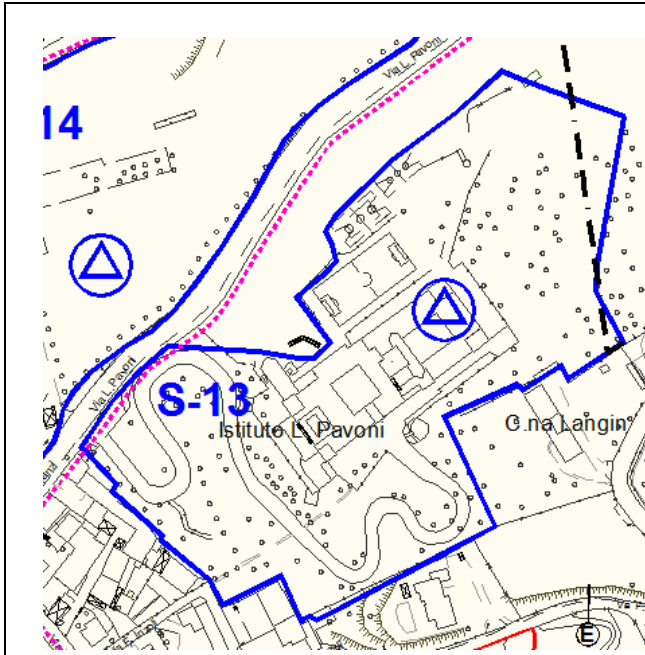 Via L. Pavoni
14
Via L. Pavoni
S-13
Istituto L. Pavoni
C.na Langin
E